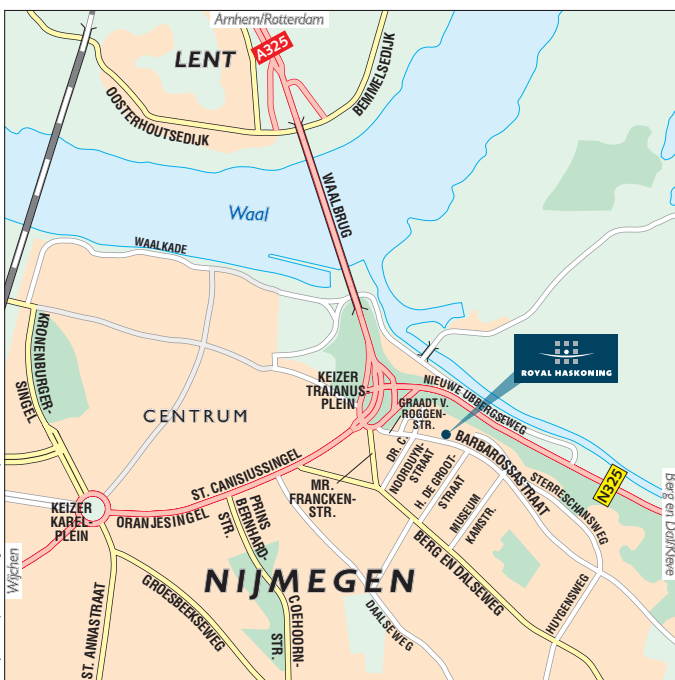 Arnhem/Rotterdam
LENT
A325
OOSTERHOUTSEDIJK
BEMMELSEDIJK
WAALBRUG
Waal
WAALKADE
KRONENBURGER-
SINGEL
ROYAL HASKONING
KEIZER
TRAIANUS-
PLEIN
NIEUWE UBBERGSEWEG
GRAADT V.
ROGGEN-
STR.
CENTRUM
BARBAROSSASTRAAT
DR. C.
NOORDUYN-
STRAAT
H. DE GROOT-
STRAAT
MUSEUM
KAMSTR.
STERRESCHANSWEG
N325
Berg en Dal/Kleve
ST. CANISIUSSINGEL
MR.
FRANCKEN-
STR.
KEIZER
KAREL-
PLEIN
ORANJESINGEL
PRINS
BERNHARD-
STR.
BERG EN DALSEWEG
Wijchen
NIJMEGEN
ST. ANNASTRAAT
GROESBEEKSEWEG
COEHOORN-
STR.
DAALSEWEG
HUYGENSWEG